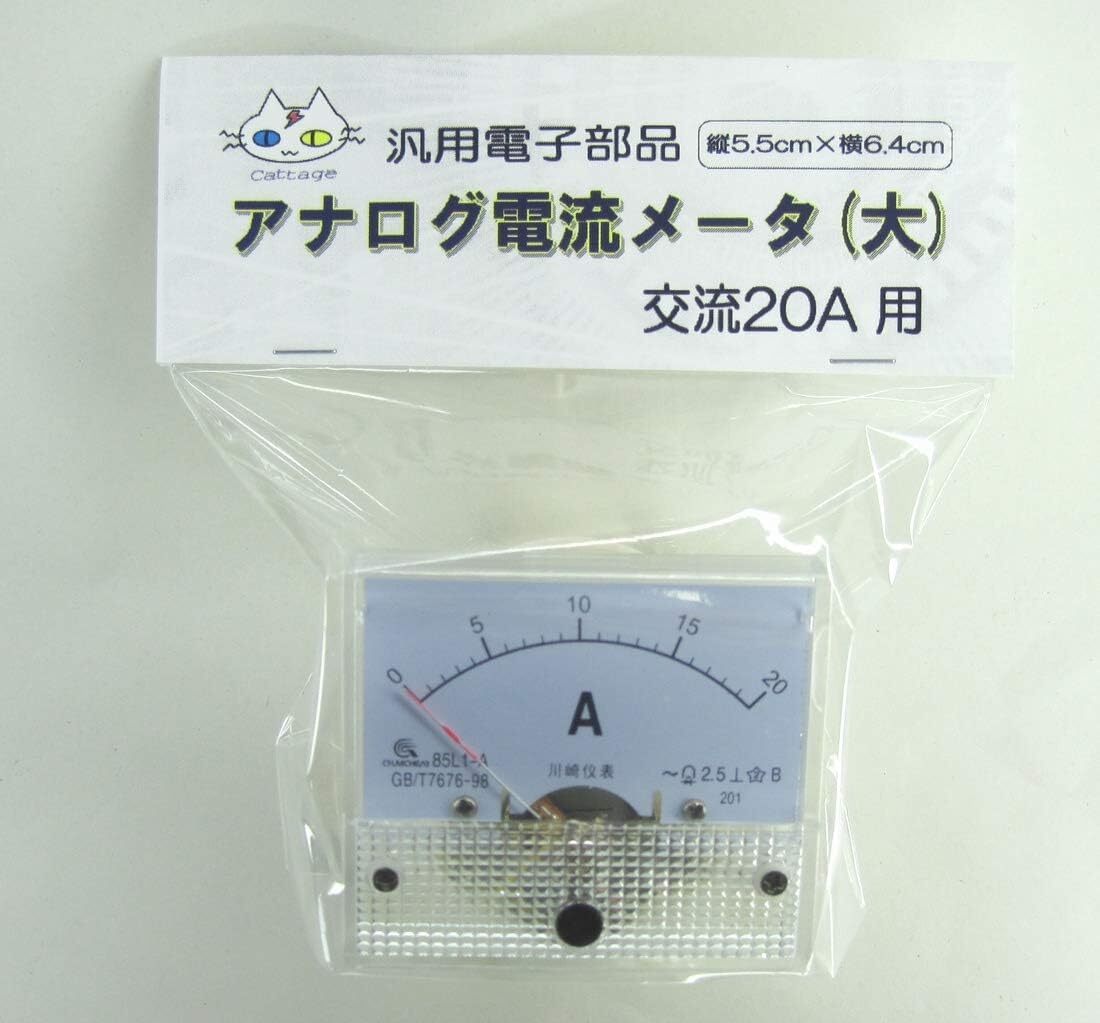 汎用電子部品
縦5.5cm×横6.4cm
Cattage
アナログ電流メータ(大)
交流20A 用
0 5 10 15 20
A
85L1-A
GB/T7676-98
川崎仪表
~ 2.5 ⊥ B
201